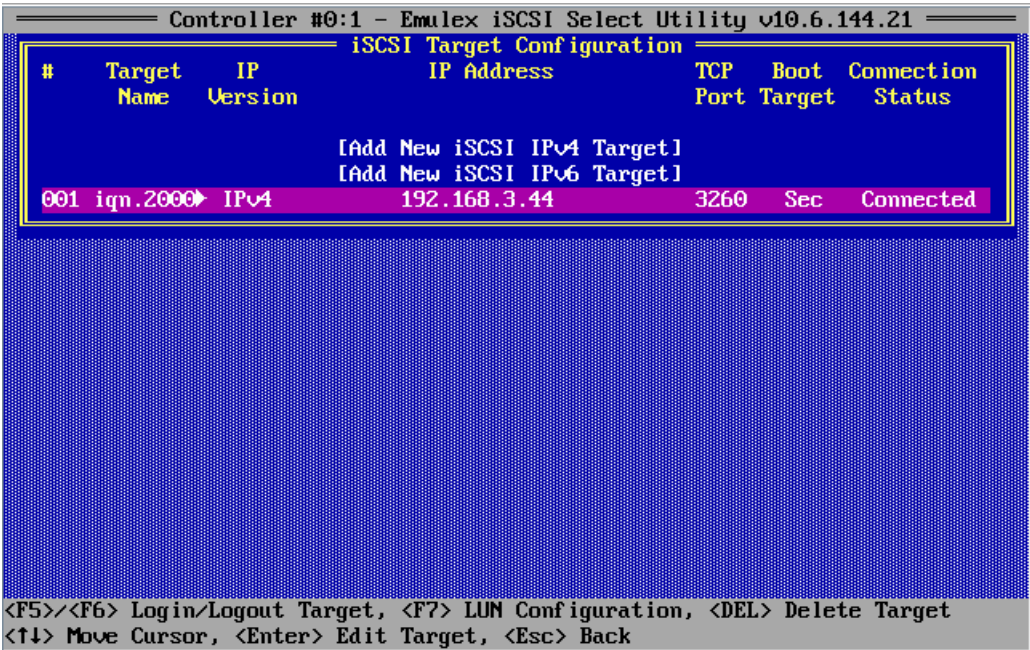 Controller #0:1 - Emulex iSCSI Select Utility v10.6.144.21
iSCSI Target Configuration
# Target IP IP Address TCP Boot Connection
Name Version Port Target Status
[Add New iSCSI IPv4 Target]
[Add New iSCSI IPv6 Target]
001 iqn.2000► IPv4 192.168.3.44 3260 Sec Connected
<F5>/<F6> Login/Logout Target, <F7> LUN Configuration, <DEL> Delete Target
<↑↓> Move Cursor, <Enter> Edit Target, <Esc> Back